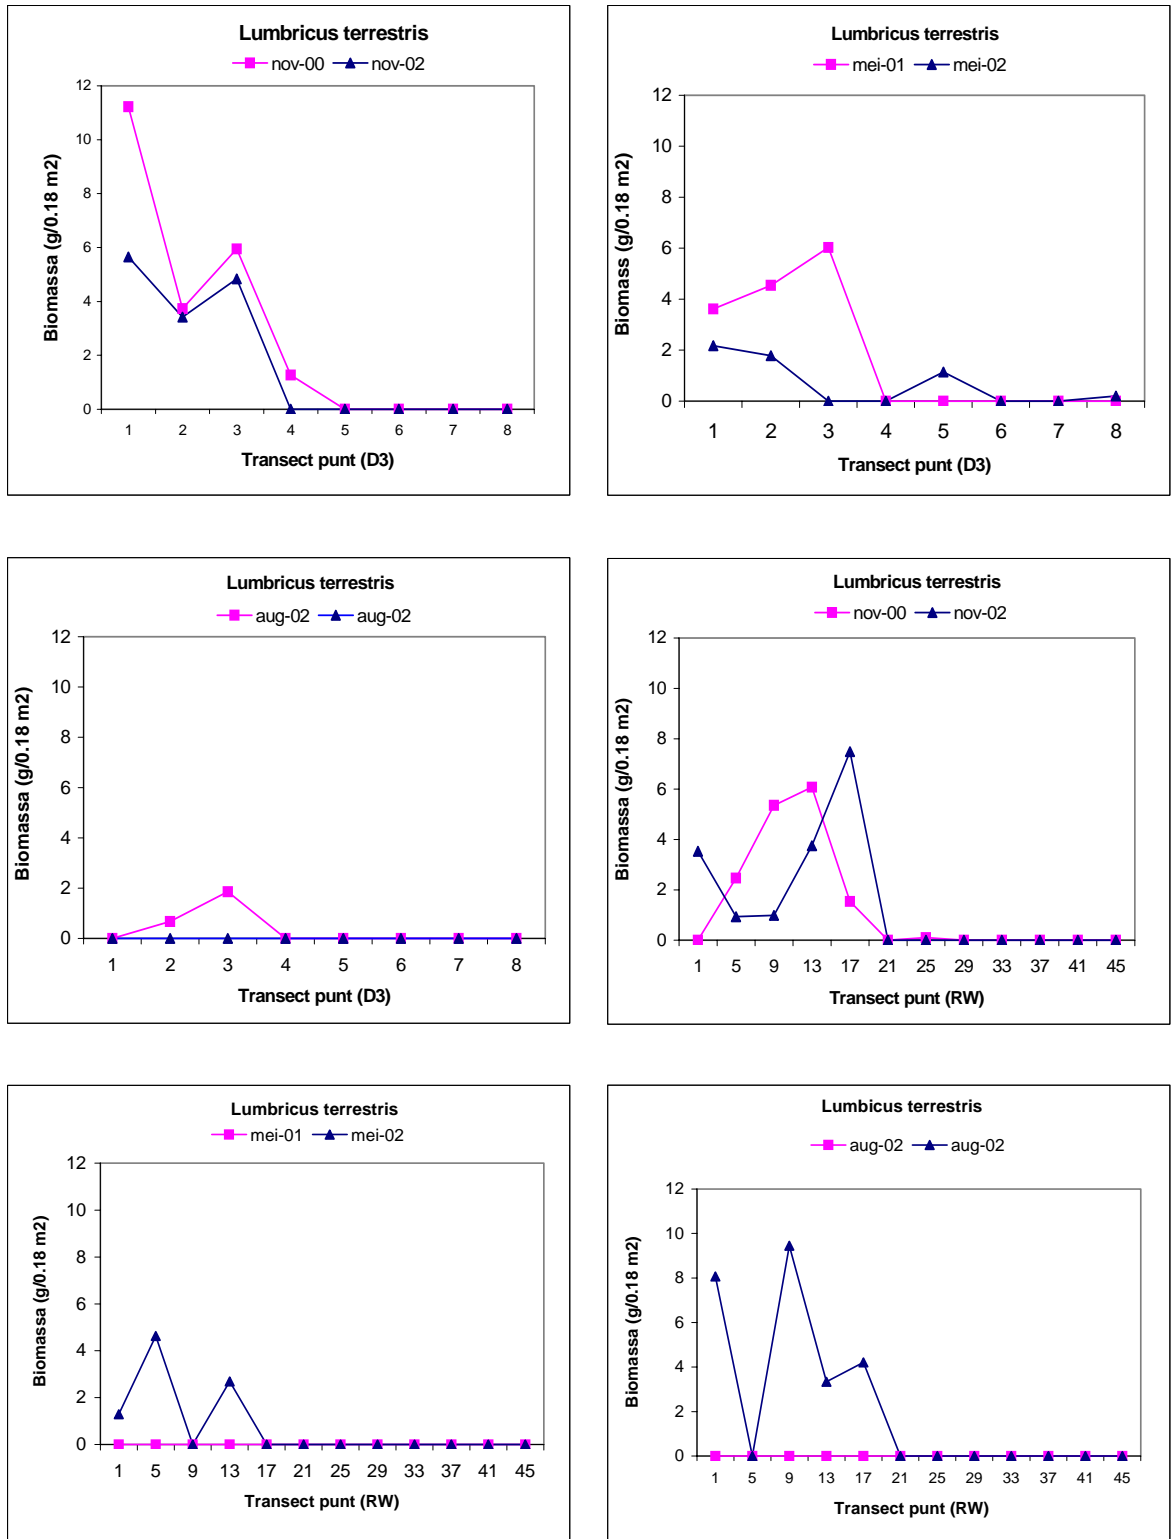 Lumbricus terrestris
nov-00 nov-02
Biomassa (g/0.18 m2)
12
10
8
6
4
2
0
1 2 3 4 5 6 7 8
Transect punt (D3)
Lumbricus terrestris
mei-01 mei-02
Biomass (g/0.18 m2)
12
10
8
6
4
2
0
1 2 3 4 5 6 7 8
Transect punt (D3)
Lumbricus terrestris
aug-02 aug-02
Biomassa (g/0.18 m2)
12
10
8
6
4
2
0
1 2 3 4 5 6 7 8
Transect punt (D3)
Lumbricus terrestris
nov-00 nov-02
Biomassa (g/0.18 m2)
12
10
8
6
4
2
0
1 5 9 13 17 21 25 29 33 37 41 45
Transect punt (RW)
Lumbricus terrestris
mei-01 mei-02
Biomassa (g/0.18 m2)
12
10
8
6
4
2
0
1 5 9 13 17 21 25 29 33 37 41 45
Transect punt (RW)
Lumbicus terrestris
aug-02 aug-02
Biomassa (g/0.18 m2)
12
10
8
6
4
2
0
1 5 9 13 17 21 25 29 33 37 41 45
Transect punt (RW)